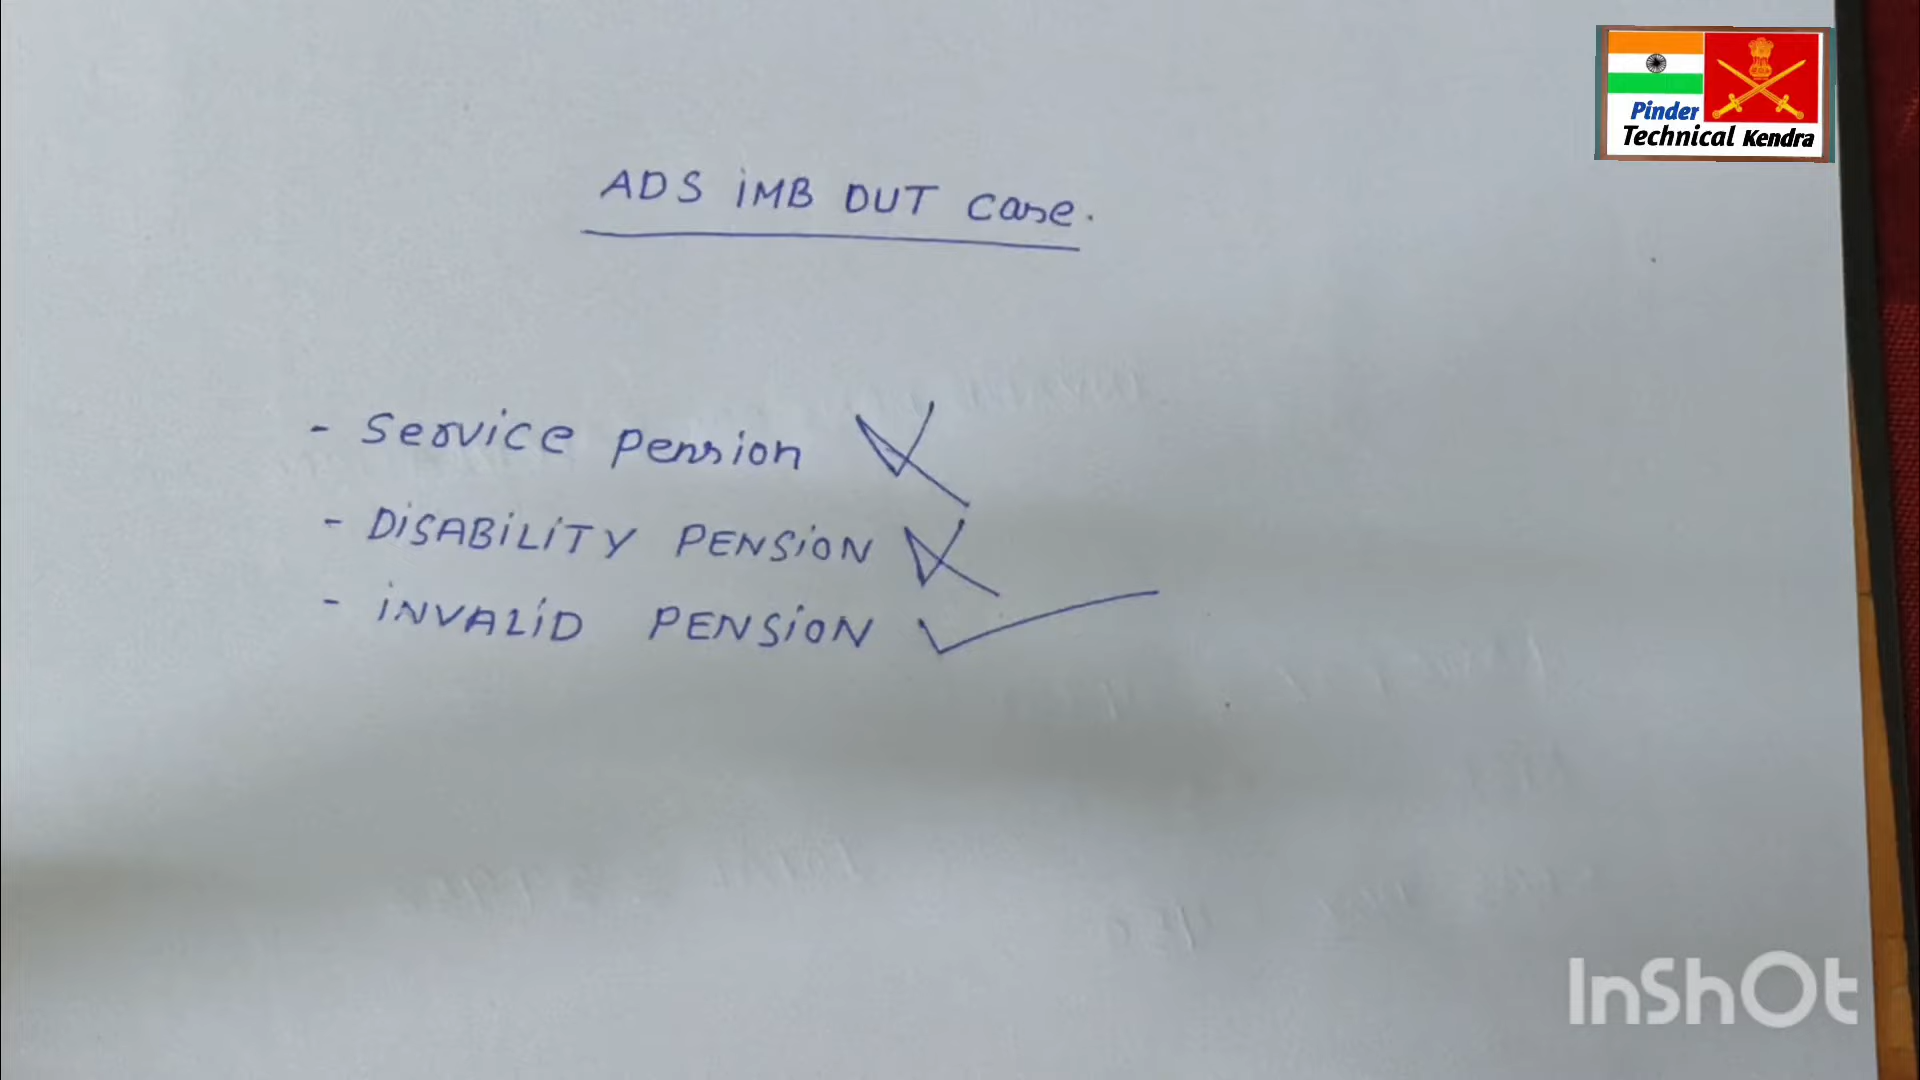 Pinder
Technical Kendra
ADS iMB OUT Case.
- Service Pension
- DiSABiLiTY PENSiON
- iNVALiD PENSiON
InShOt